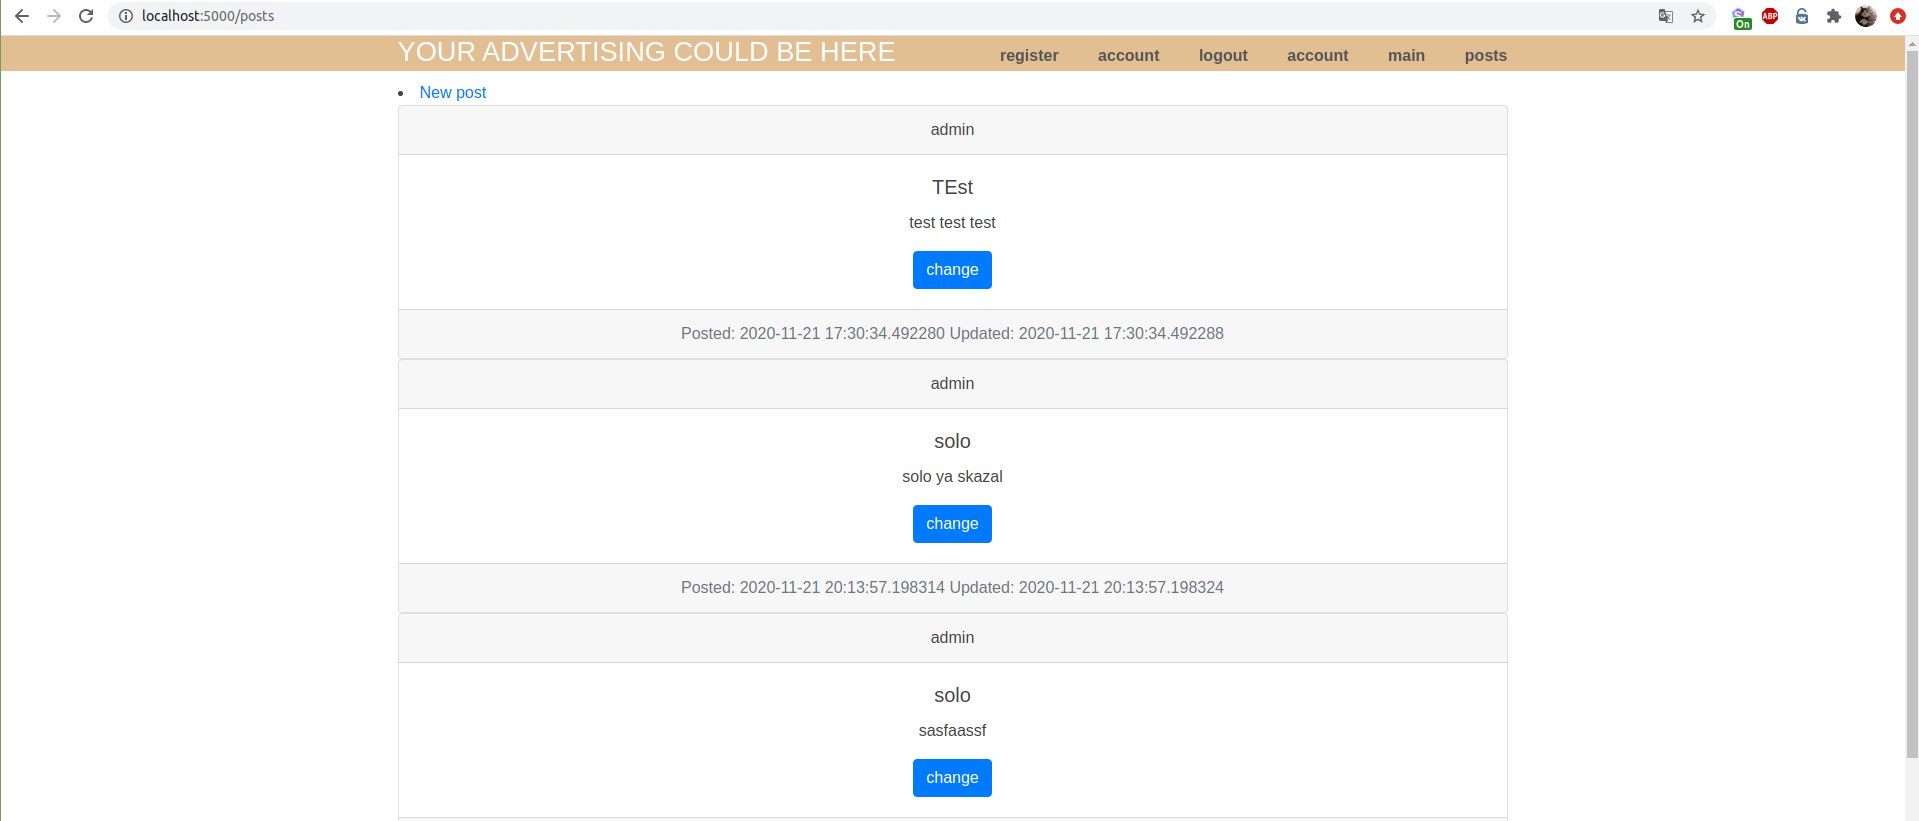 localhost:5000/posts
On
ABP
YOUR ADVERTISING COULD BE HERE register account logout account main posts
New post
admin
TEst
test test test
change
Posted: 2020-11-21 17:30:34.492280 Updated: 2020-11-21 17:30:34.492288
admin
solo
solo ya skazal
change
Posted: 2020-11-21 20:13:57.198314 Updated: 2020-11-21 20:13:57.198324
admin
solo
sasfaassf
change